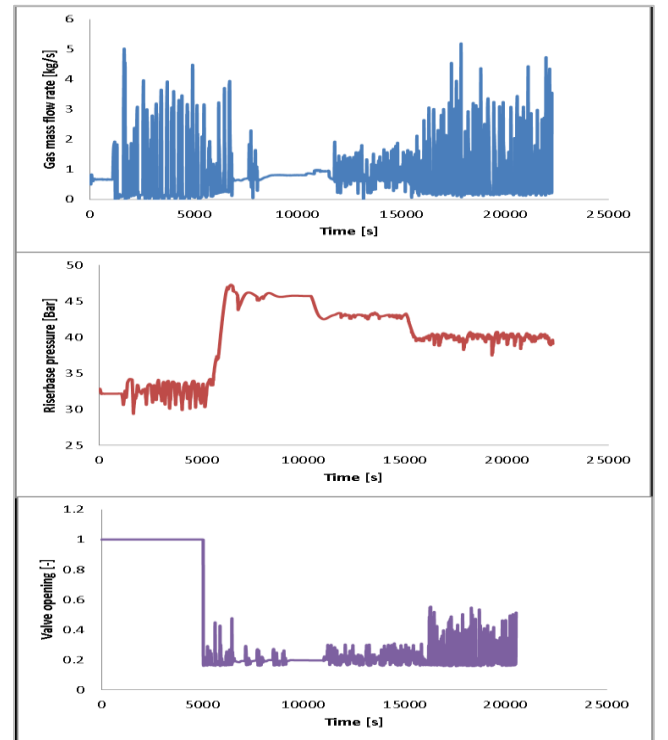 Gas mass flow rate [kg/s]
6
5
4
3
2
1
0
0 5000 10000 15000 20000 25000
Time [s]
Riserbase pressure [Bar]
50
45
40
35
30
25
0 5000 10000 15000 20000 25000
Time [s]
Valve opening [-]
1.2
1
0.8
0.6
0.4
0.2
0
0 5000 10000 15000 20000 25000
Time [s]